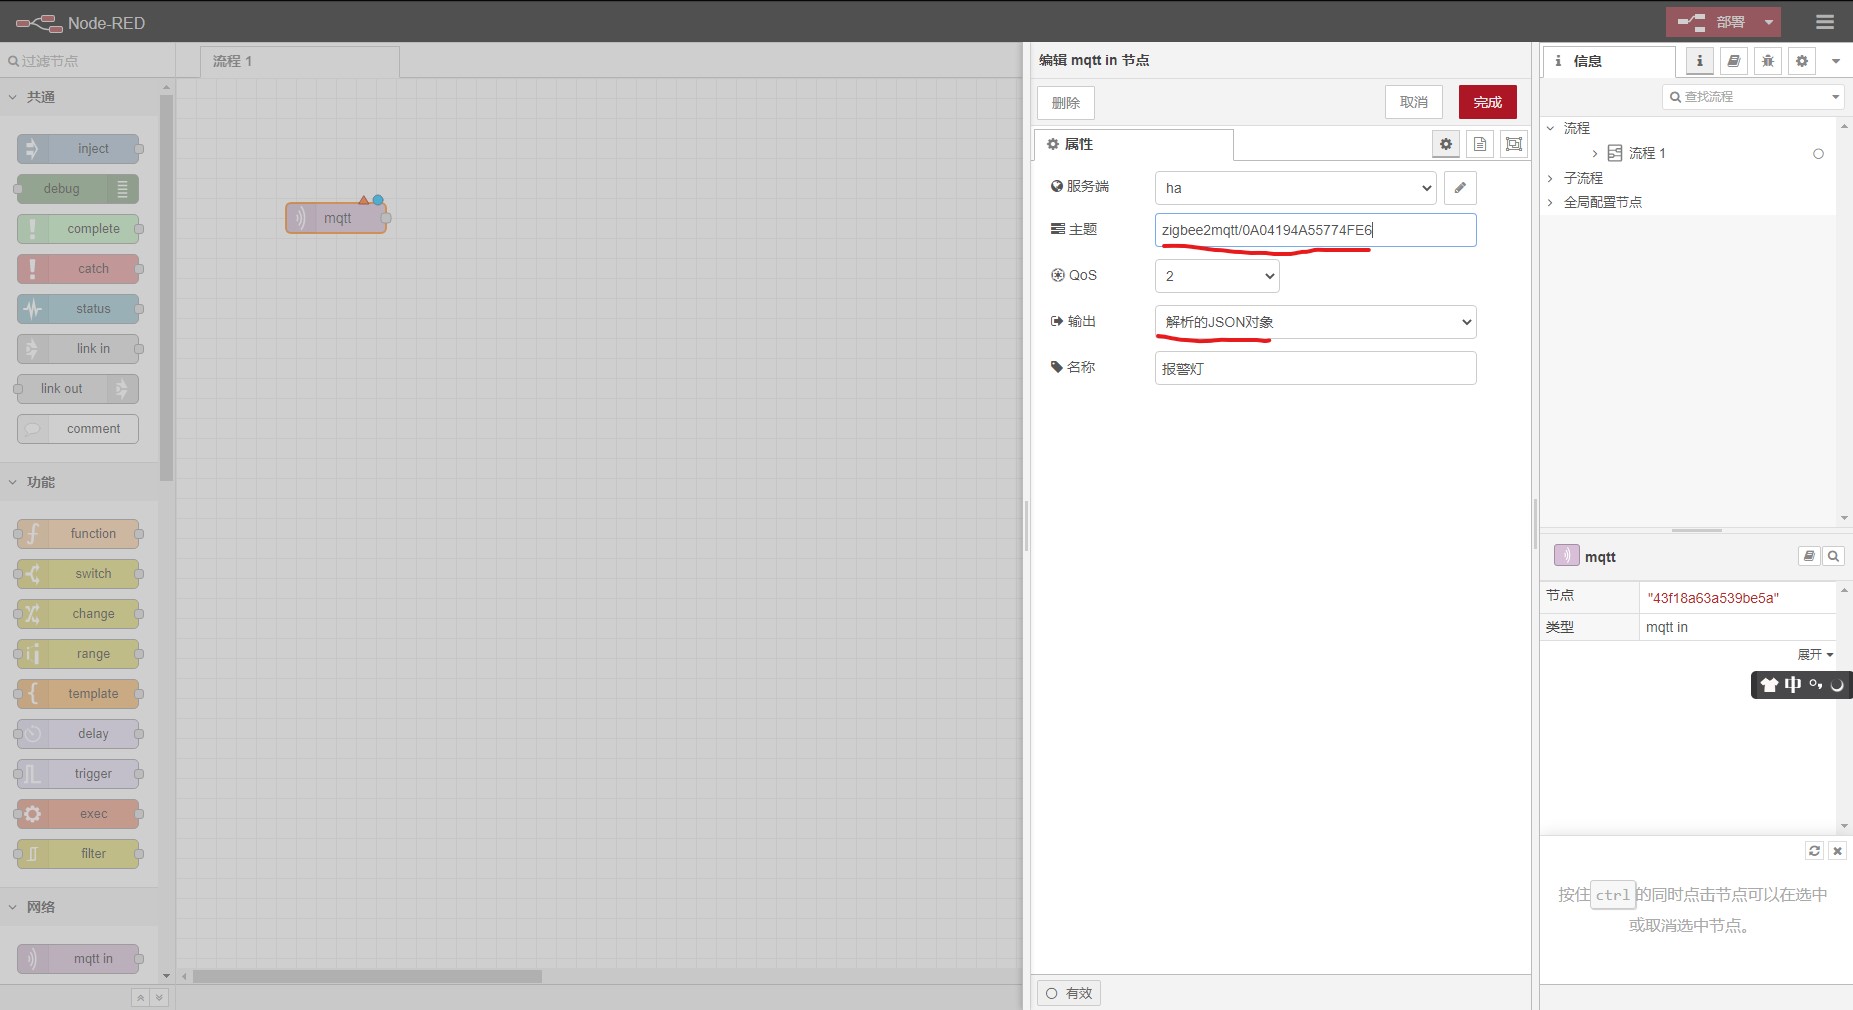 Node-RED
部署
过滤节点
流程 1
共通
inject
debug
complete
catch
status
link in
link out
comment
功能
function
switch
change
range
template
delay
trigger
exec
filter
网络
mqtt in
mqtt
编辑 mqtt in 节点
删除
取消
完成
属性
服务端
ha
主题
zigbee2mqtt/0A04194A55774FE6
QoS
2
输出
解析的JSON对象
名称
报警灯
有效
信息
查找流程
流程
流程 1
子流程
全局配置节点
mqtt
节点
"43f18a63a539be5a"
类型
mqtt in
展开
中
按住ctrl的同时点击节点可以在选中
或取消选中节点。